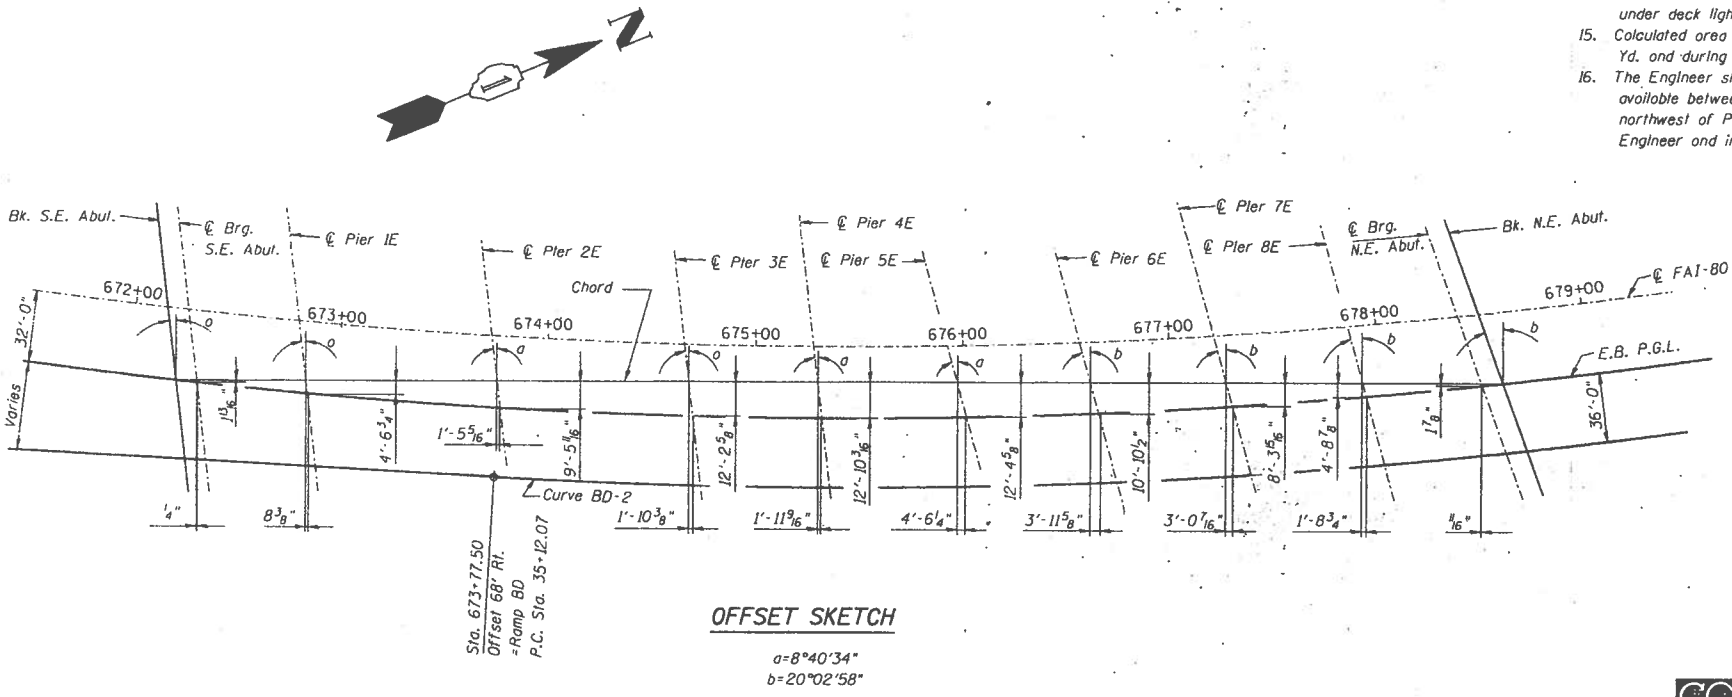 N
under deck ligh
15. Calculated area
Yd. and during
16. The Engineer s
available betwee
northwest of P
Engineer and i
Bk. S.E. Abut.
℄ Brg.
S.E. Abut.
℄ Pier 1E
℄ Pier 2E
℄ Pier 3E
℄ Pier 4E
℄ Pier 5E
℄ Pier 6E
℄ Pier 7E
℄ Pier 8E
℄ Brg.
N.E. Abut.
Bk. N.E. Abut.
℄ FAI-80
Chord
672+00
673+00
674+00
675+00
676+00
677+00
678+00
679+00
32'-0"
Varies
a
a
a
a
a
a
b
b
b
b
E.B. P.G.L.
36'-0"
1 3/16"
4'-6 3/4"
1'-5 5/16"
9'-5 11/16"
12'-2 5/8"
12'-10 3/16"
12'-4 5/8"
10'-10 1/2"
8'-3 15/16"
4'-8 7/8"
1 7/8"
Curve BD-2
1/4"
8 3/8"
1'-10 3/8"
1'-11 9/16"
4'-6 1/4"
3'-11 5/8"
3'-0 7/16"
1'-8 3/4"
11/16"
Sta. 673+77.50
Offset 68' Rt.
=Ramp BD
P.C. Sta. 35+12.07
OFFSET SKETCH
a=8°40'34"
b=20°02'58"